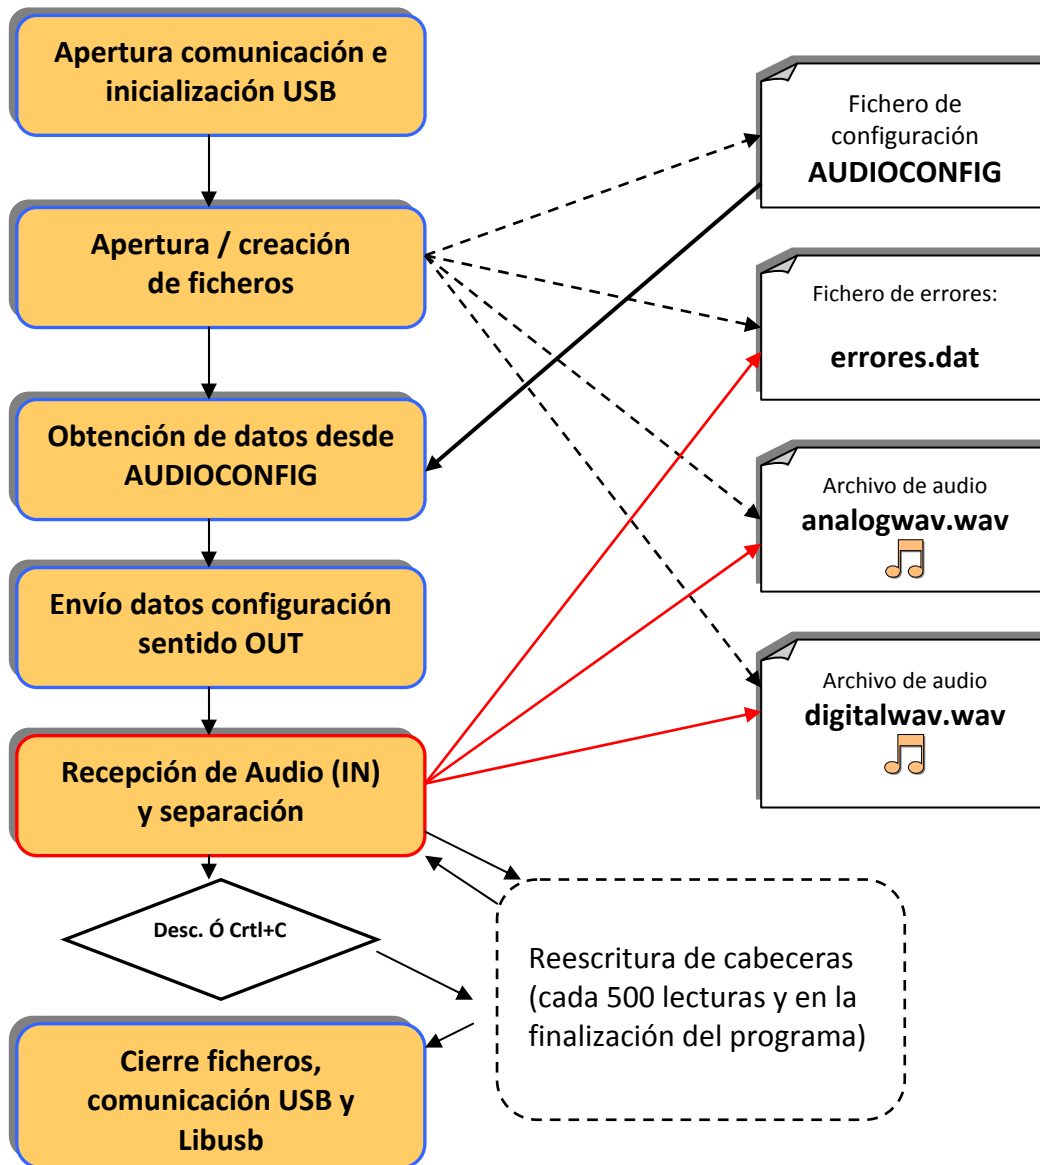 Apertura comunicación e
inicialización USB
Apertura / creación
de ficheros
Obtención de datos desde
AUDIOCONFIG
Envío datos configuración
sentido OUT
Recepción de Audio (IN)
y separación
Desc. Ó Crtl+C
Cierre ficheros,
comunicación USB y
Libusb
Fichero de
configuración
AUDIOCONFIG
Fichero de errores:
errores.dat
Archivo de audio
analogwav.wav
Archivo de audio
digitalwav.wav
Reescritura de cabeceras
(cada 500 lecturas y en la
finalización del programa)